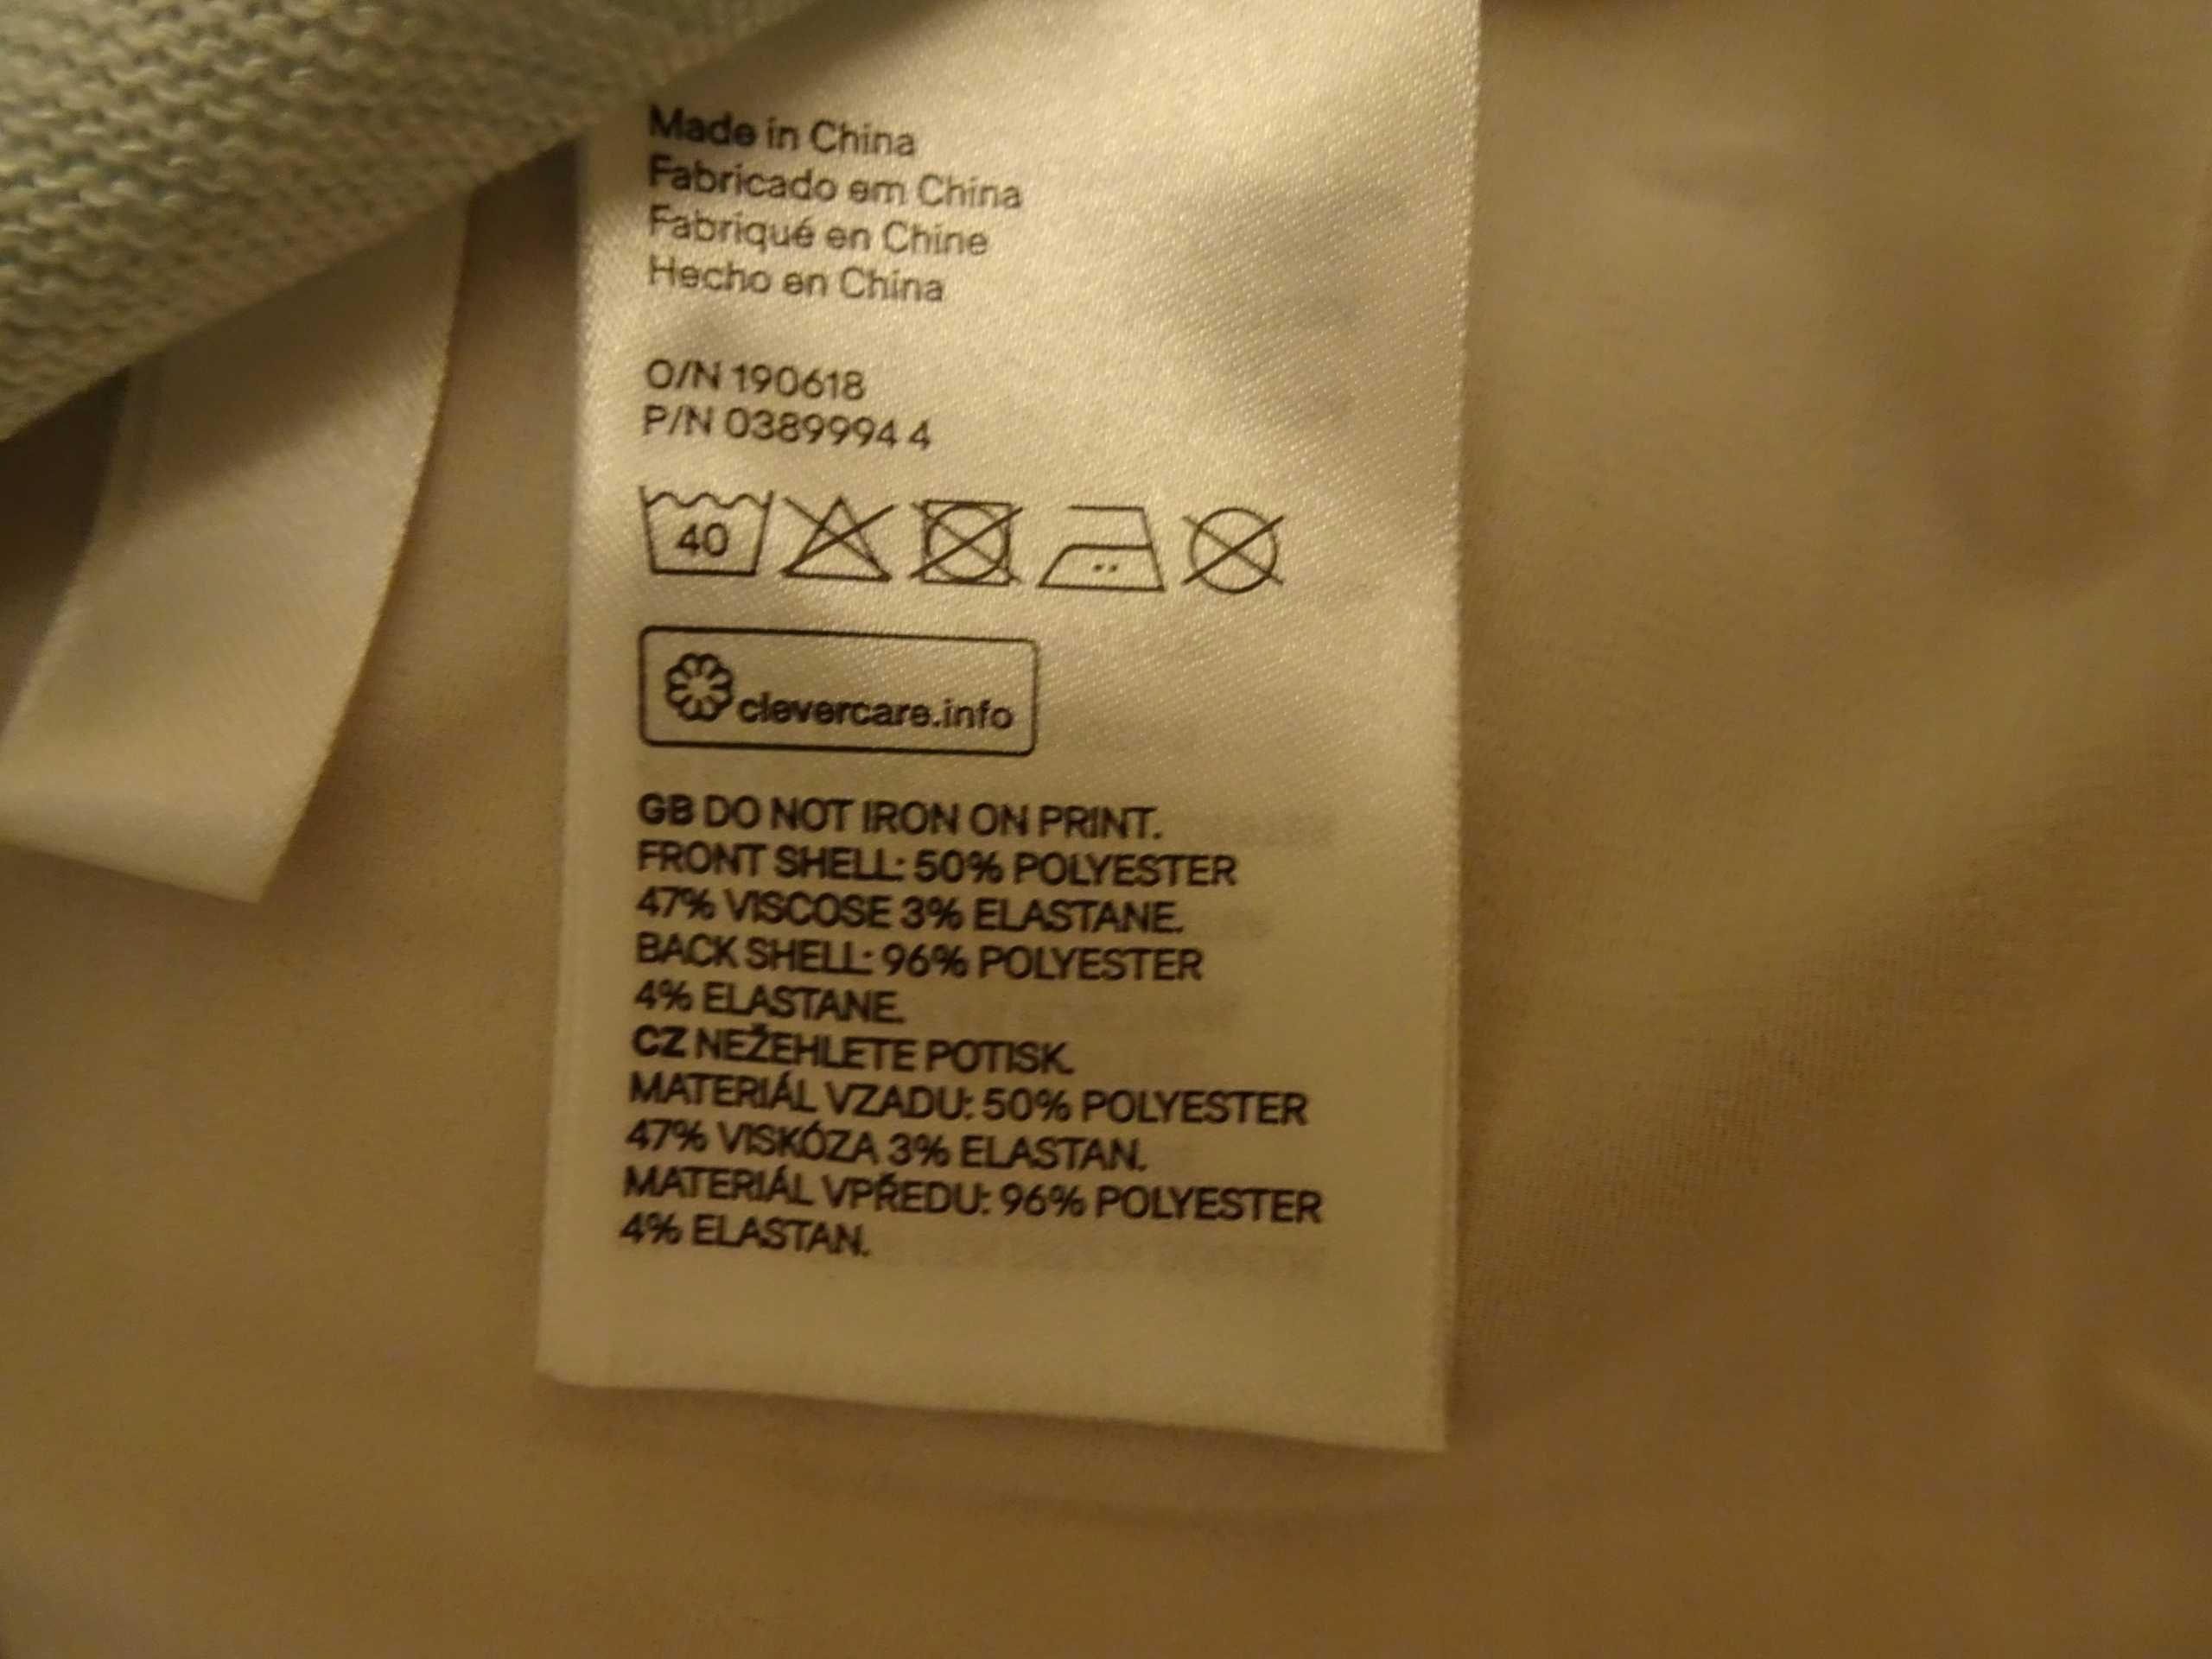 Made in China
Fabricado em China
Fabriqué en Chine
Hecho en China
O/N 190618
P/N 0389994 4
40
clevercare.info
GB DO NOT IRON ON PRINT.
FRONT SHELL: 50% POLYESTER
47% VISCOSE 3% ELASTANE.
BACK SHELL: 96% POLYESTER
4% ELASTANE.
CZ NEŽEHLETE POTISK.
MATERIÁL VZADU: 50% POLYESTER
47% VISKÓZA 3% ELASTAN.
MATERIÁL VPŘEDU: 96% POLYESTER
4% ELASTAN.